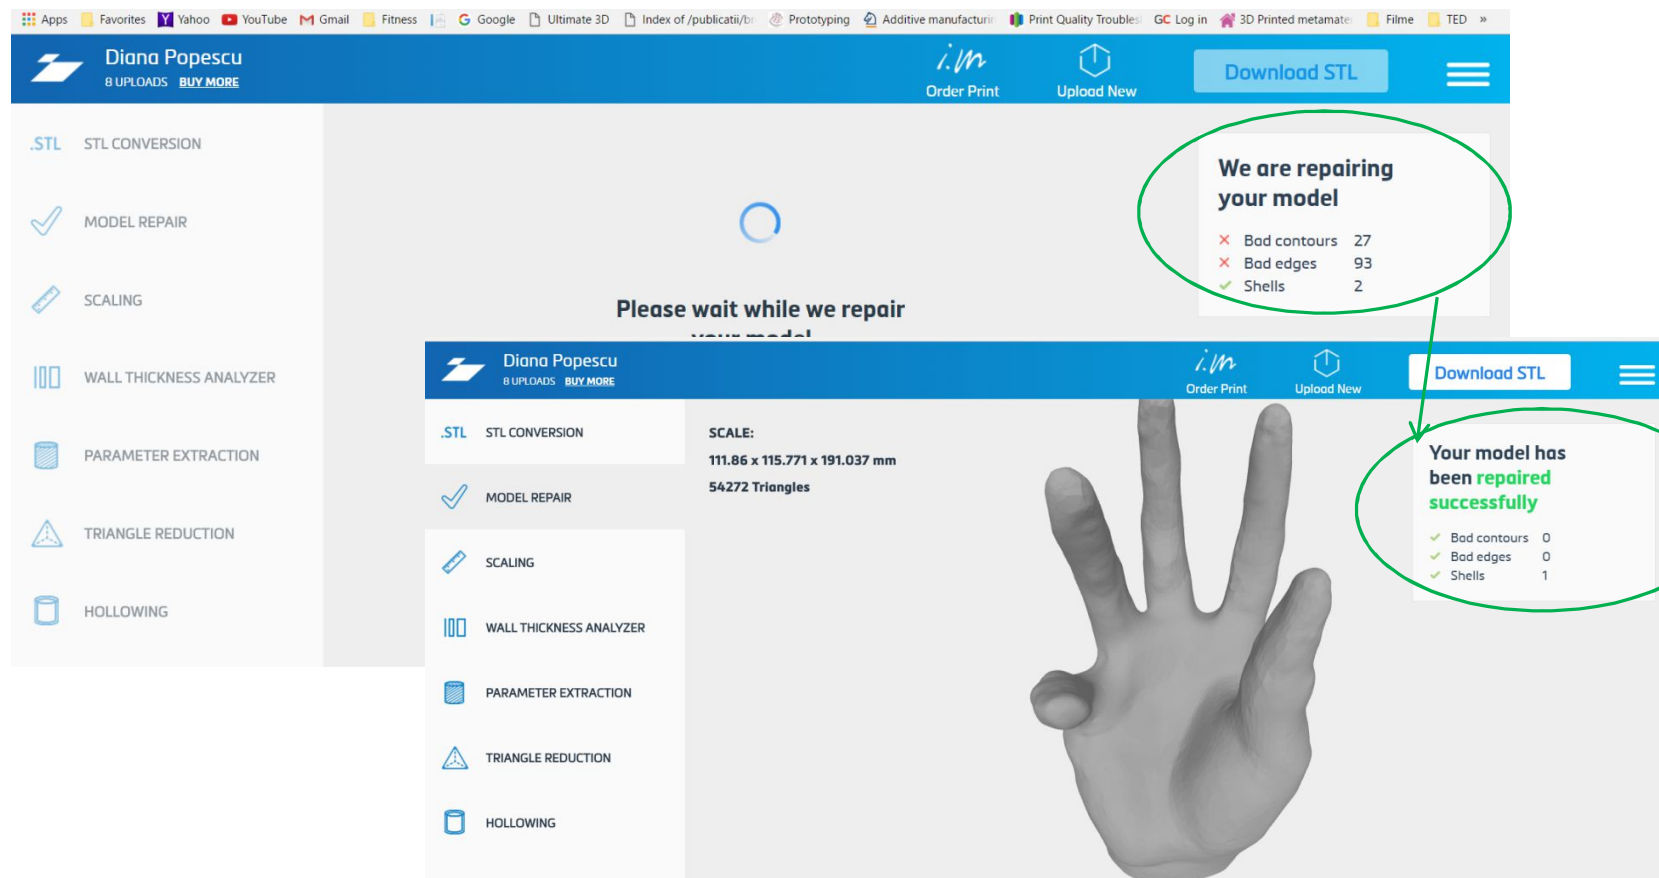 Apps Favorites Yahoo YouTube Gmail Fitness Google Ultimate 3D Index of /publicatii/br Prototyping Additive manufacturin Print Quality Troubles GC Log in 3D Printed metamate Filme TED »
Diana Popescu
8 UPLOADS BUY MORE
i.m
Order Print
Upload New
Download STL
.STL STL CONVERSION
MODEL REPAIR
SCALING
WALL THICKNESS ANALYZER
PARAMETER EXTRACTION
TRIANGLE REDUCTION
HOLLOWING
Please wait while we repair
your model
We are repairing
your model
Bad contours 27
Bad edges 93
Shells 2
Diana Popescu
8 UPLOADS BUY MORE
i.m
Order Print
Upload New
Download STL
.STL STL CONVERSION
MODEL REPAIR
SCALING
WALL THICKNESS ANALYZER
PARAMETER EXTRACTION
TRIANGLE REDUCTION
HOLLOWING
SCALE:
111.86 x 115.771 x 191.037 mm
54272 Triangles
Your model has
been repaired
successfully
Bad contours 0
Bad edges 0
Shells 1